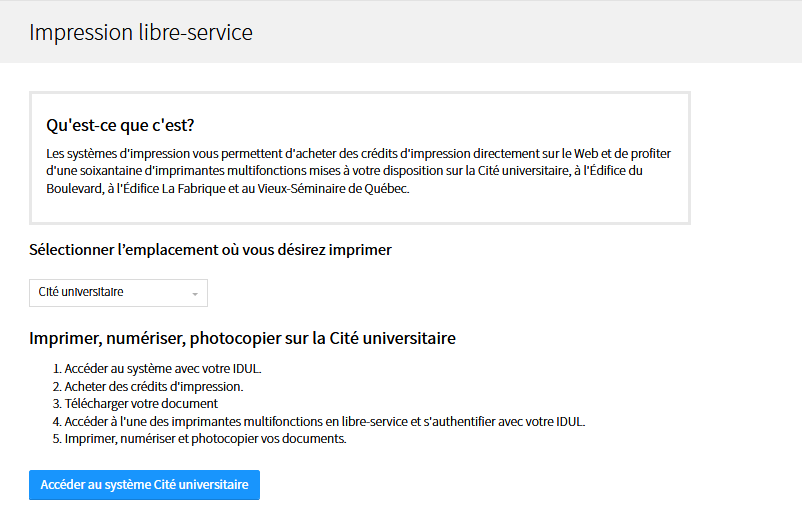 Impression libre-service
Qu'est-ce que c'est?
Les systèmes d'impression vous permettent d'acheter des crédits d'impression directement sur le Web et de profiter
d'une soixantaine d'imprimantes multifonctions mises à votre disposition sur la Cité universitaire, à l'Édifice du
Boulevard, à l'Édifice La Fabrique et au Vieux-Séminaire de Québec.
Sélectionner l’emplacement où vous désirez imprimer
Cité universitaire
Imprimer, numériser, photocopier sur la Cité universitaire
1. Accéder au système avec votre IDUL.
2. Acheter des crédits d'impression.
3. Télécharger votre document
4. Accéder à l'une des imprimantes multifonctions en libre-service et s'authentifier avec votre IDUL.
5. Imprimer, numériser et photocopier vos documents.
Accéder au système Cité universitaire